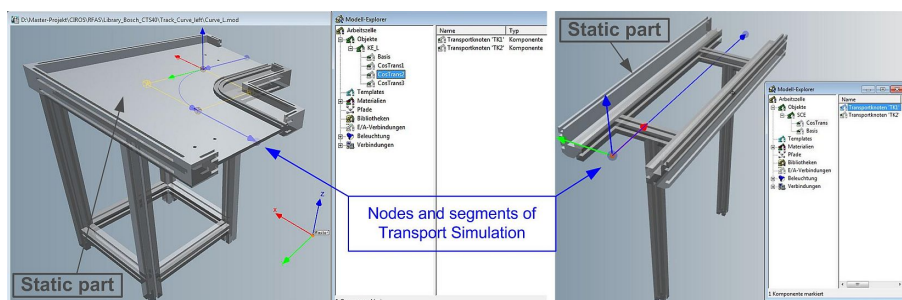 D:\Master-Projekt\CIROS\RIFAS\Library_Bosch_CTS40\Track_Curve_left\Curve_L.mod
Static part
x
z
Modell-Explorer
Arbeitszelle
Objekte
KE_L
Basis
CosTrans1
CosTrans2
CosTrans3
Templates
Materialien
Pfade
Bibliotheken
E/A-Verbindungen
Beleuchtung
Verbindungen
Name Typ
Transportknoten 'TK1' Komponente
Transportknoten 'TK2' Komponente
Nodes and segments of
Transport Simulation
Static part
Modell-Explorer
Arbeitszelle
Objekte
SCE
CosTrans
Basis
Templates
Materialien
Pfade
Bibliotheken
E/A-Verbindungen
Beleuchtung
Verbindungen
Name
Transportknoten 'TK1'
Transportknoten 'TK2'
1 Komponente markiert